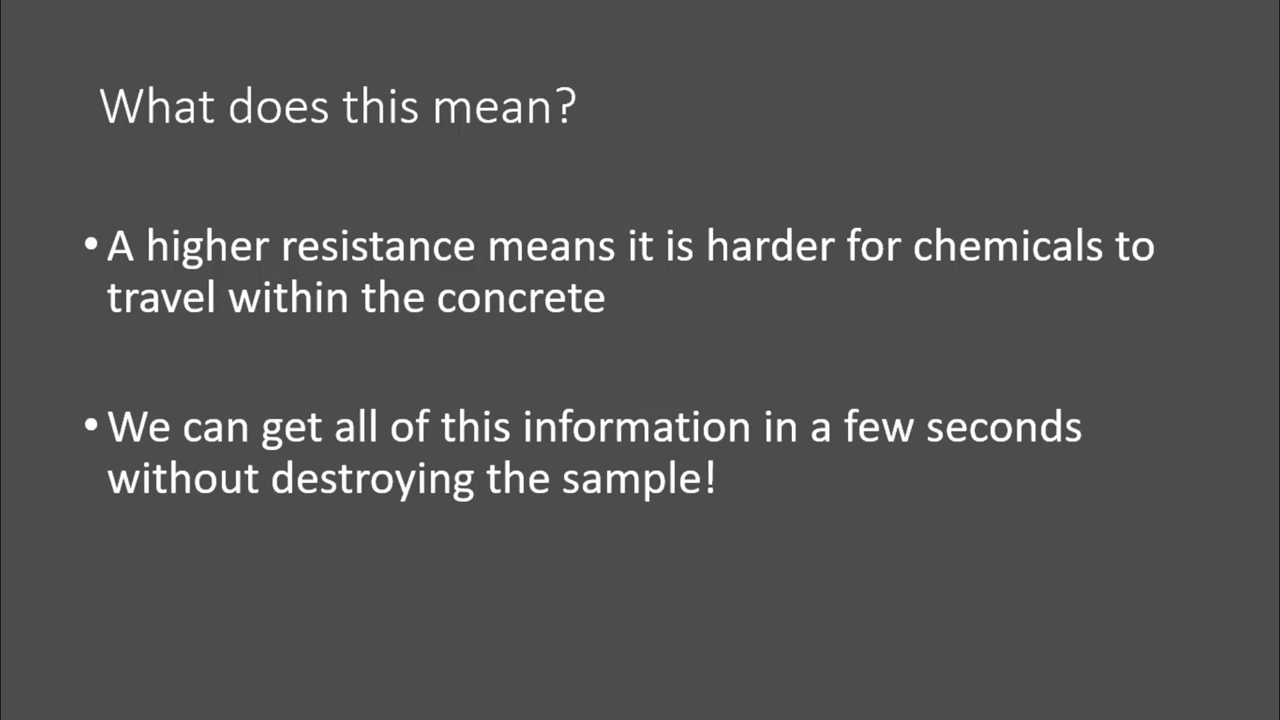 What does this mean?
• A higher resistance means it is harder for chemicals to
travel within the concrete
• We can get all of this information in a few seconds
without destroying the sample!